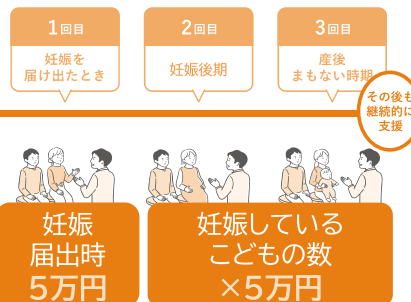 1回目
妊娠を
届け出たとき
2回目
妊娠後期
3回目
産後
まもない時期
その後も
継続的に
支援
妊娠
届出時
5万円
妊娠している
こどもの数
×5万円